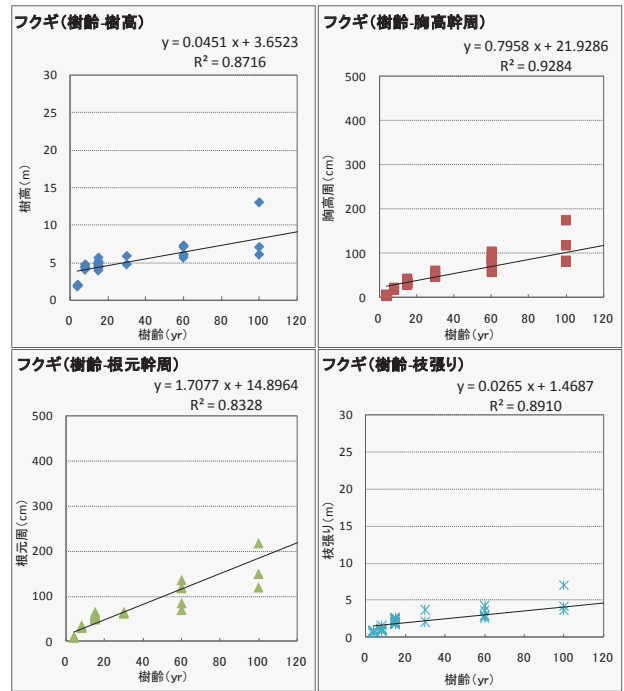 フクギ(樹齢-樹高)
y = 0.0451 x + 3.6523
R² = 0.8716
30
25
20
15
10
5
0
樹高(m)
0 20 40 60 80 100 120
樹齢(yr)
フクギ(樹齢-胸高幹周)
y = 0.7958 x + 21.9286
R² = 0.9284
500
400
300
200
100
0
胸高周(cm)
0 20 40 60 80 100 120
樹齢(yr)
フクギ(樹齢-根元幹周)
y = 1.7077 x + 14.8964
R² = 0.8328
500
400
300
200
100
0
根元周(cm)
0 20 40 60 80 100 120
樹齢(yr)
フクギ(樹齢-枝張り)
y = 0.0265 x + 1.4687
R² = 0.8910
30
25
20
15
10
5
0
枝張り(m)
0 20 40 60 80 100 120
樹齢(yr)